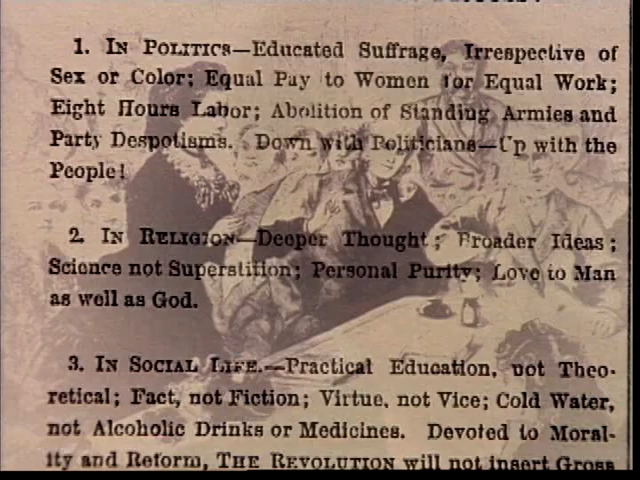 1. IN POLITICS—Educated Suffrage, Irrespective of
Sex or Color; Equal Pay to Women for Equal Work;
Eight Hours Labor; Abolition of Standing Armies and
Party Despotisms. Down with Politicians—Up with the
People!
2. IN RELIGION—Deeper Thought; Broader Ideas;
Science not Superstition; Personal Purity; Love to Man
as well as God.
3. IN SOCIAL LIFE.—Practical Education, not Theo-
retical; Fact, not Fiction; Virtue, not Vice; Cold Water,
not Alcoholic Drinks or Medicines. Devoted to Moral-
ity and Reform, THE REVOLUTION will not insert Gross